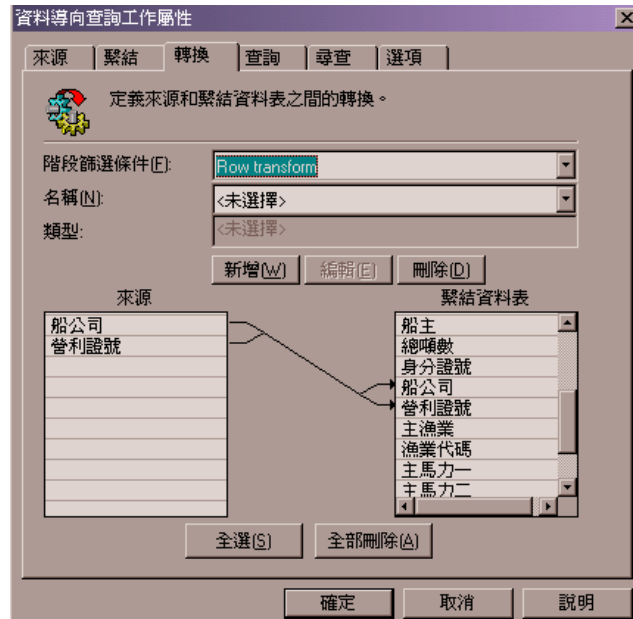 資料導向查詢工作屬性
來源 繫結 轉換 查詢 尋查 選項
定義來源和繫結資料表之間的轉換。
階段篩選條件(F): Row transform
名稱(N): <未選擇>
類型: <未選擇>
新增(W) 編輯(E) 刪除(D)
來源
船公司
營利證號
繫結資料表
船主
總噸數
身分證號
船公司
營利證號
主漁業
漁業代碼
主馬力一
主馬力二
全選(S) 全部刪除(A)
確定 取消 說明